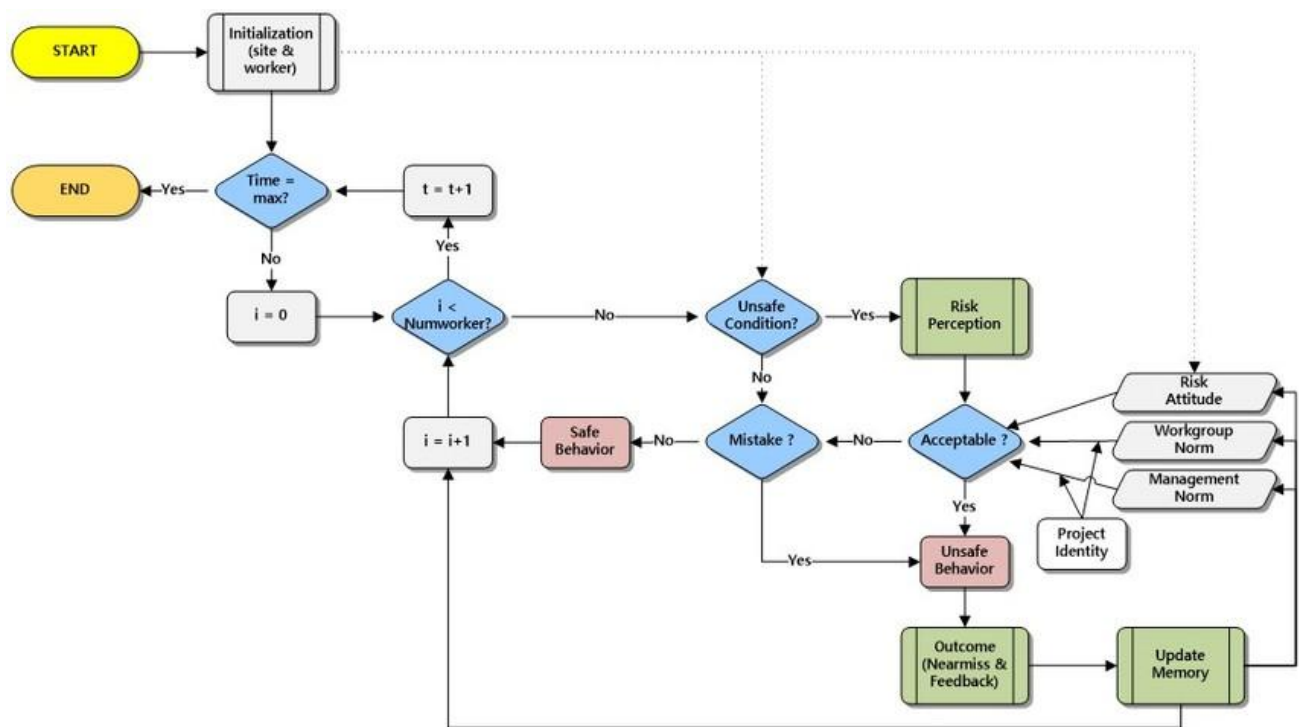 START
Initialization
(site &
worker)
END
Yes
Time =
max?
t = t+1
No
Yes
i = 0
i <
Numworker?
No
Unsafe
Condition?
Yes
Risk
Perception
No
Risk
Attitude
i = i+1
Safe
Behavior
No
Mistake ?
No
Acceptable ?
Workgroup
Norm
Management
Norm
Yes
Project
Identity
Yes
Unsafe
Behavior
Outcome
(Nearmiss &
Feedback)
Update
Memory